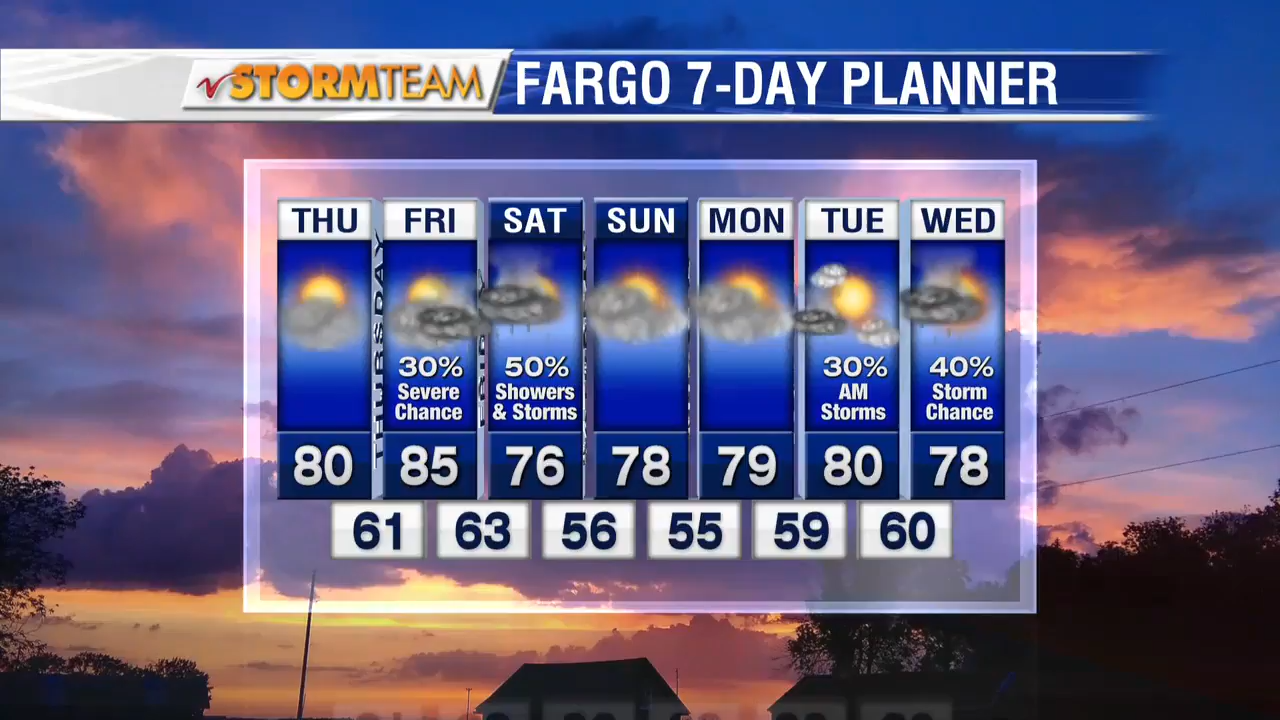 STORMTEAM FARGO 7-DAY PLANNER
THU FRI SAT SUN MON TUE WED
THURSDAY
30% 50% 30% 40%
Severe Showers AM Storm
Chance & Storms Storms Chance
80 85 76 78 79 80 78
61 63 56 55 59 60